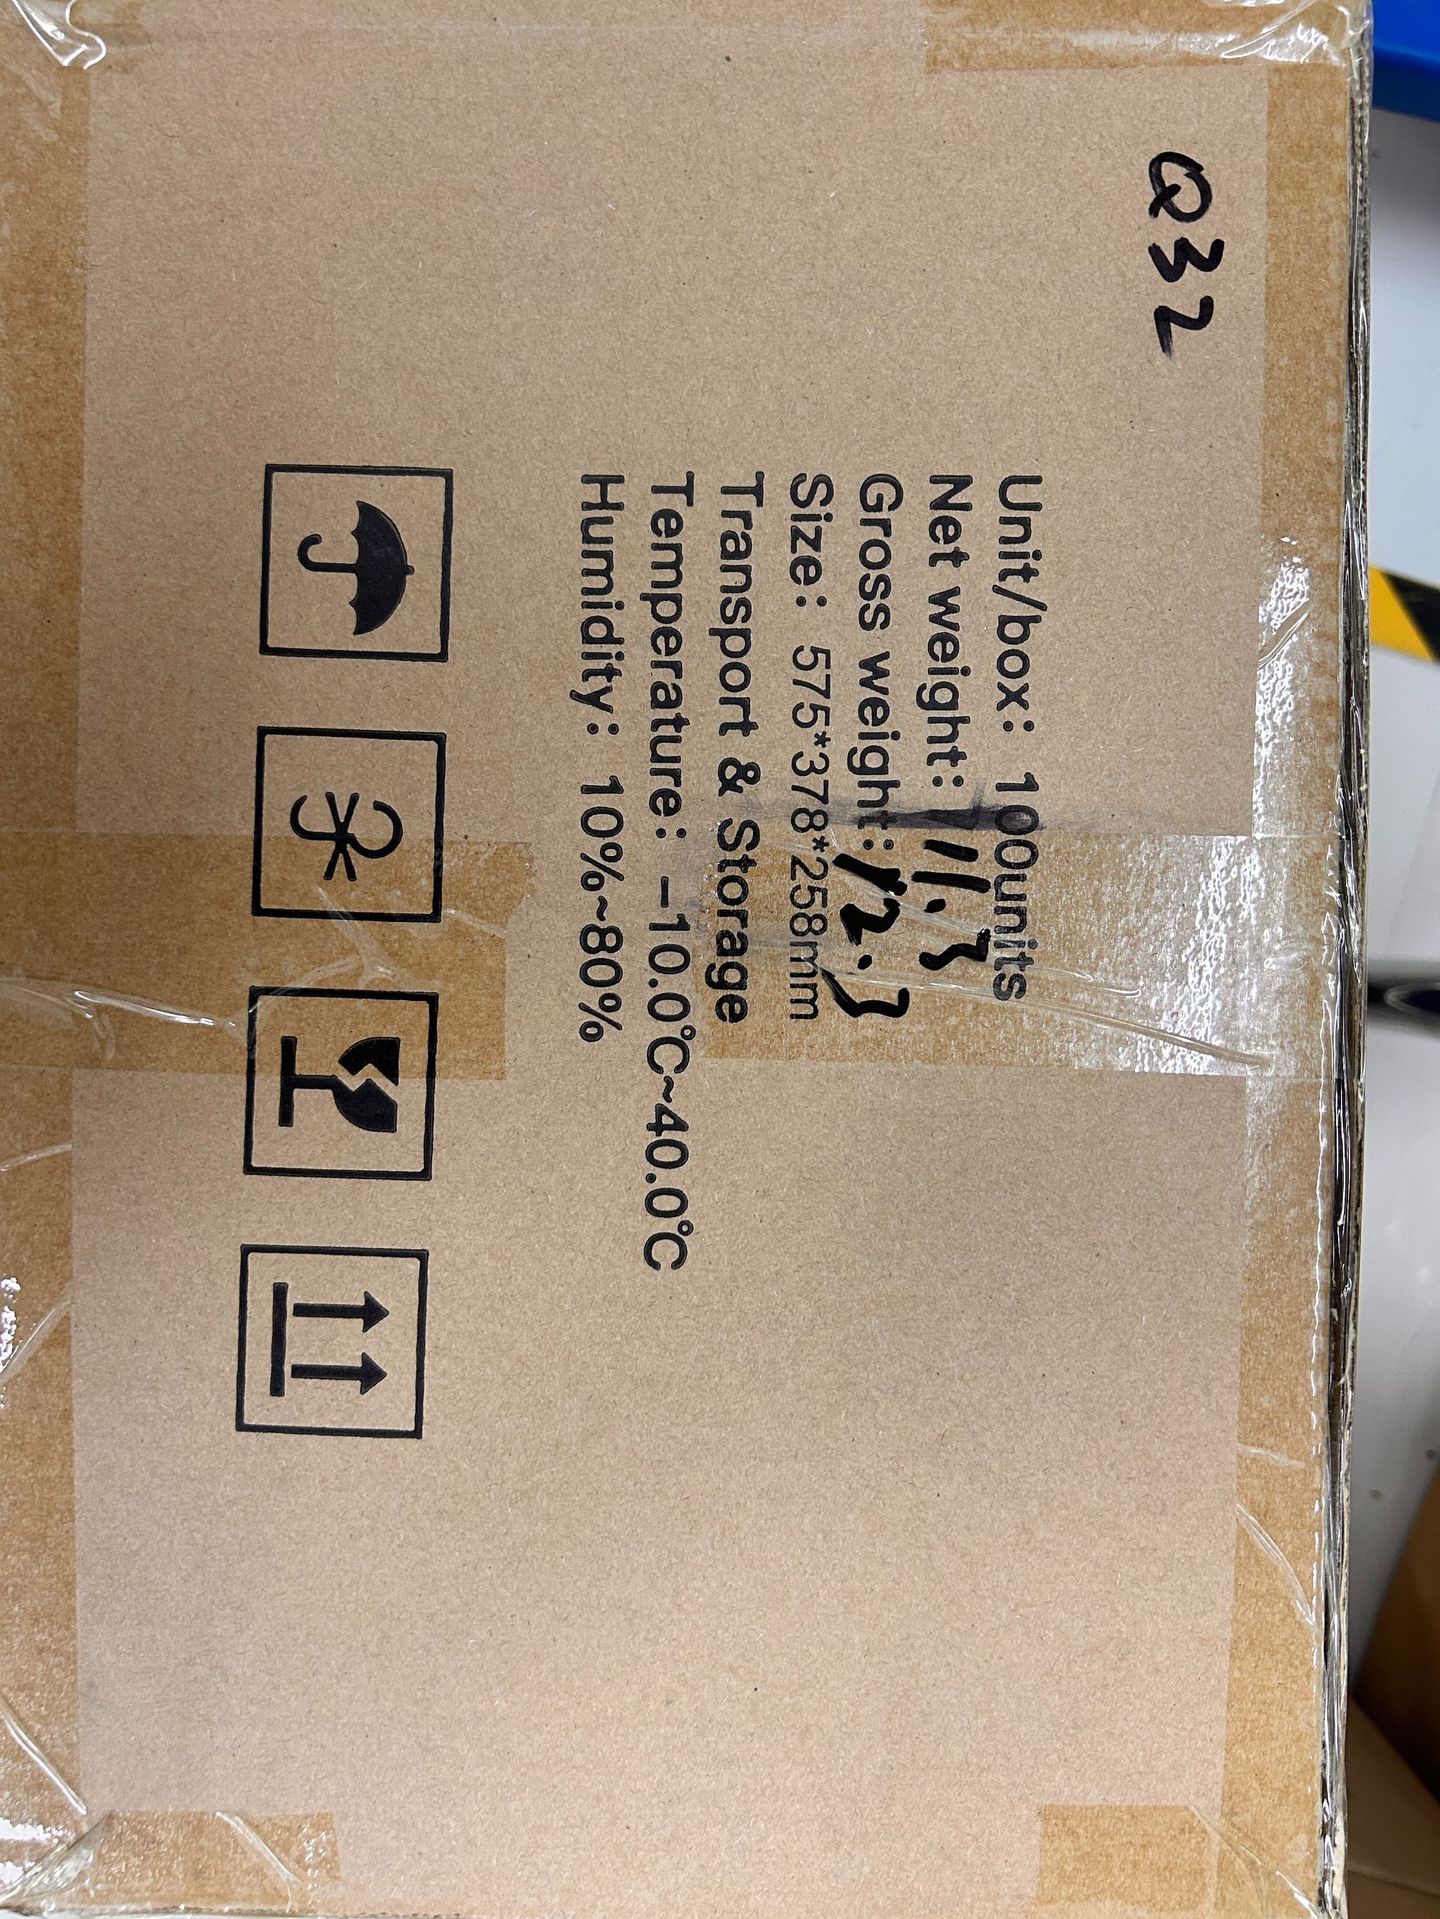 Q32
Unit/box: 100units
Net weight: 11.3
Gross weight: 12.3
Size: 575*378*258mm
Transport & Storage
Temperature: -10.0℃~40.0℃
Humidity: 10%~80%